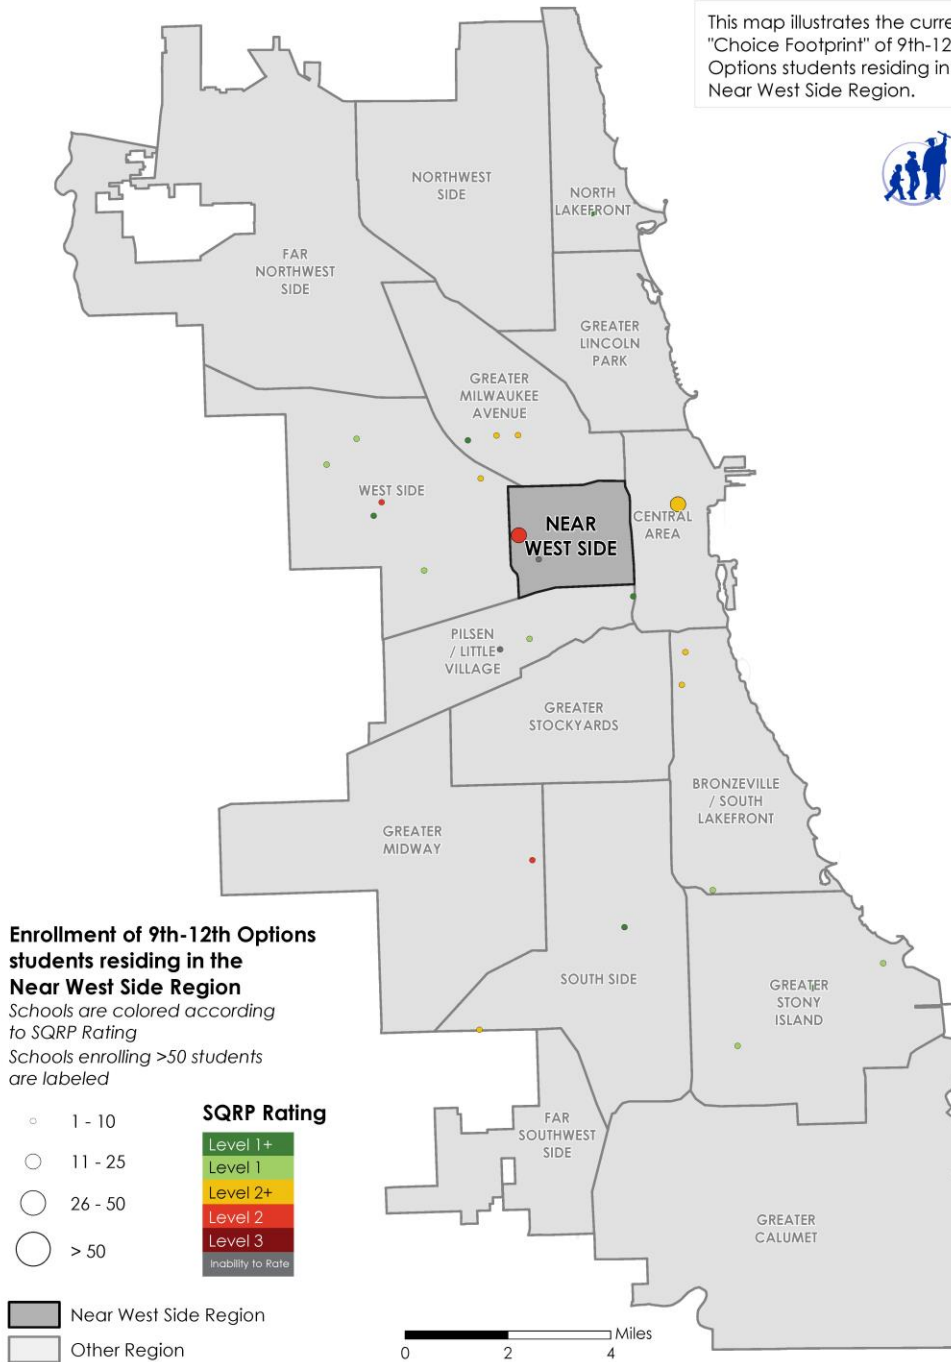 This map illustrates the curre
"Choice Footprint" of 9th-12
Options students residing in
Near West Side Region.
NORTHWEST
SIDE
NORTH
LAKEFRONT
FAR
NORTHWEST
SIDE
GREATER
LINCOLN
PARK
GREATER
MILWAUKEE
AVENUE
WEST SIDE
NEAR
WEST SIDE
CENTRAL
AREA
PILSEN
/ LITTLE
VILLAGE
GREATER
STOCKYARDS
BRONZEVILLE
/ SOUTH
LAKEFRONT
GREATER
MIDWAY
SOUTH SIDE
GREATER
STONY
ISLAND
FAR
SOUTHWEST
SIDE
GREATER
CALUMET
Enrollment of 9th-12th Options
students residing in the
Near West Side Region
Schools are colored according
to SQRP Rating
Schools enrolling >50 students
are labeled
1 - 10
11 - 25
26 - 50
> 50
SQRP Rating
Level 1+
Level 1
Level 2+
Level 2
Level 3
Inability to Rate
Near West Side Region
Other Region
Miles
0 2 4